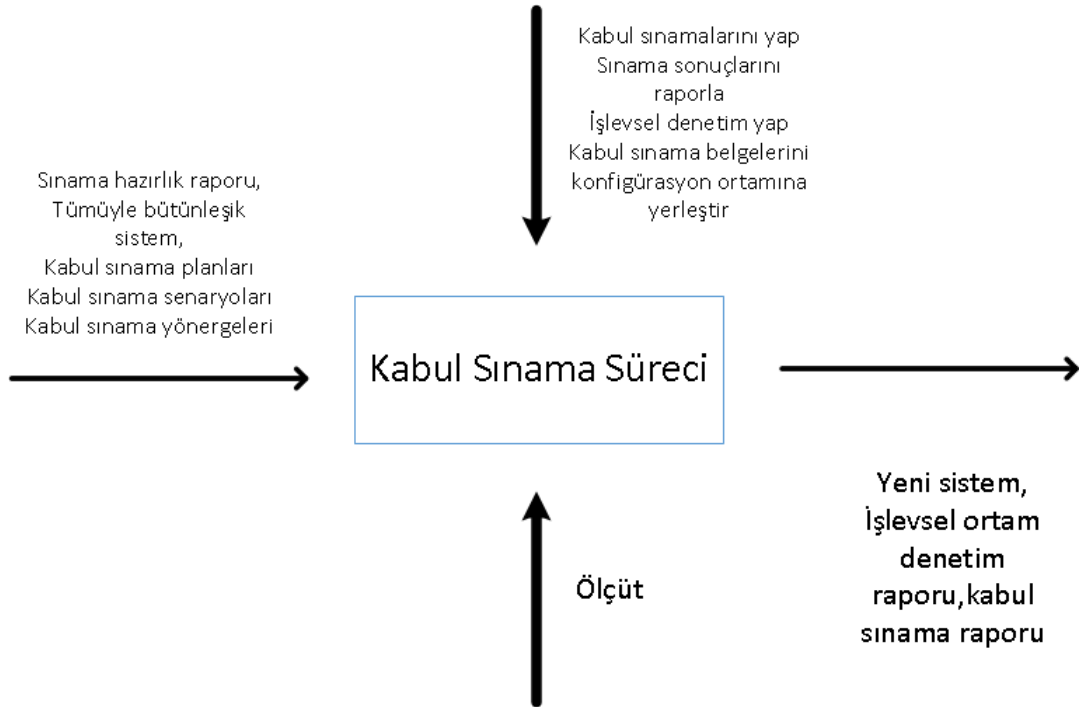 Kabul sınamalarını yap
Sınama sonuçlarını
raporla
İşlevsel denetim yap
Kabul sınama belgelerini
konfigürasyon ortamına
yerleştir
Sınama hazırlık raporu,
Tümüyle bütünleşik
sistem,
Kabul sınama planları
Kabul sınama senaryoları
Kabul sınama yönergeleri
Kabul Sınama Süreci
Yeni sistem,
İşlevsel ortam
denetim
raporu,kabul
sınama raporu
Ölçüt